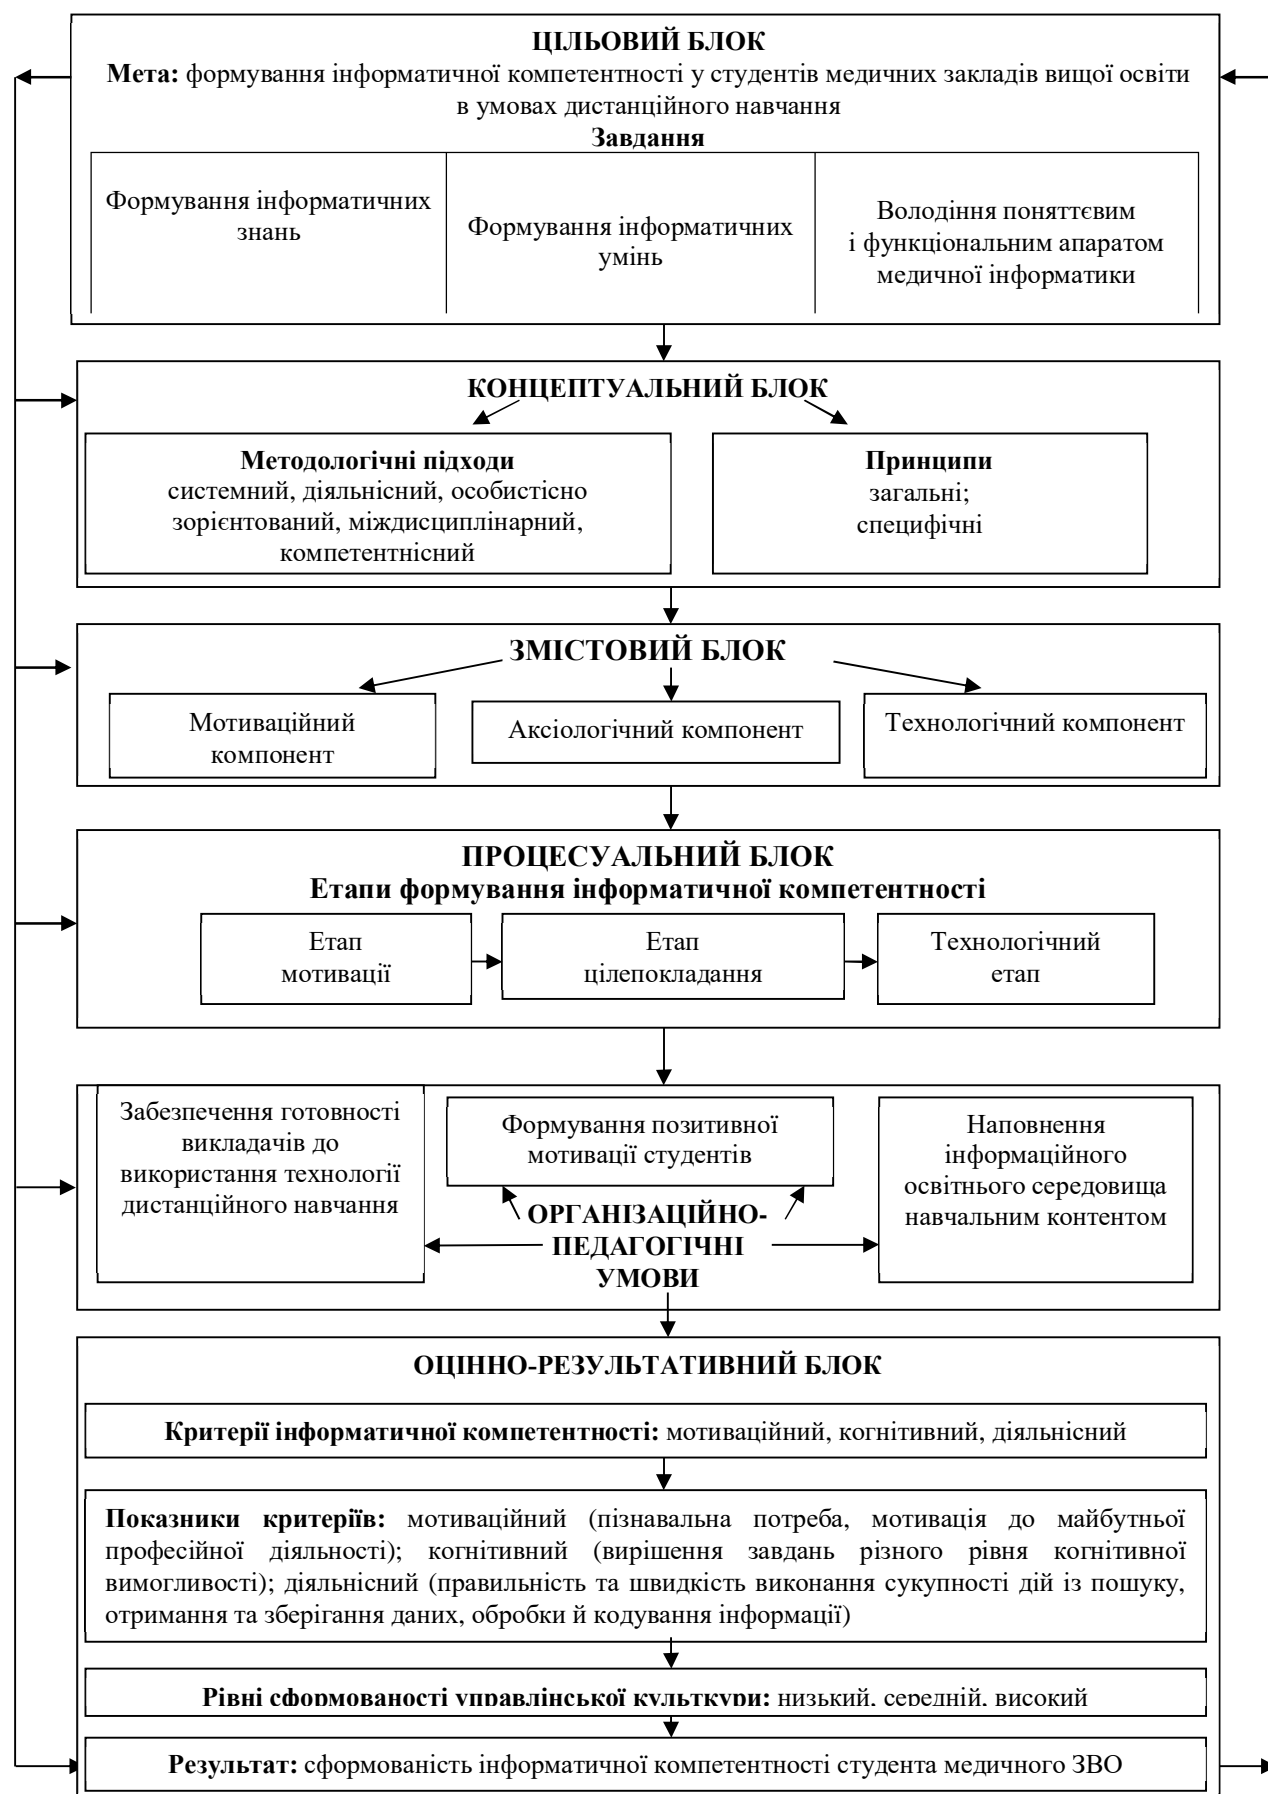 ЦІЛЬОВИЙ БЛОК
Мета: формування інформатичної компетентності у студентів медичних закладів вищої освіти
в умовах дистанційного навчання
Завдання
Формування інформатичних
знань
Формування інформатичних
умінь
Володіння поняттєвим
і функціональним апаратом
медичної інформатики
КОНЦЕПТУАЛЬНИЙ БЛОК
Методологічні підходи
системний, діяльнісний, особистісно
зорієнтований, міждисциплінарний,
компетентнісний
Принципи
загальні;
специфічні
ЗМІСТОВИЙ БЛОК
Мотиваційний
компонент
Аксіологічний компонент
Технологічний компонент
ПРОЦЕСУАЛЬНИЙ БЛОК
Етапи формування інформатичної компетентності
Етап
мотивації
Етап
цілепокладання
Технологічний
етап
Забезпечення готовності
викладачів до
використання технології
дистанційного навчання
Формування позитивної
мотивації студентів
Наповнення
інформаційного
освітнього середовища
навчальним контентом
ОРГАНІЗАЦІЙНО-
ПЕДАГОГІЧНІ
УМОВИ
ОЦІННО-РЕЗУЛЬТАТИВНИЙ БЛОК
Критерії інформатичної компетентності: мотиваційний, когнітивний, діяльнісний
Показники критеріїв: мотиваційний (пізнавальна потреба, мотивація до майбутньої
професійної діяльності); когнітивний (вирішення завдань різного рівня когнітивної
вимогливості); діяльнісний (правильність та швидкість виконання сукупності дій із пошуку,
отримання та зберігання даних, обробки й кодування інформації)
Рівні сформованості управлінської культкури: низький, середній, високий
Результат: сформованість інформатичної компетентності студента медичного ЗВО